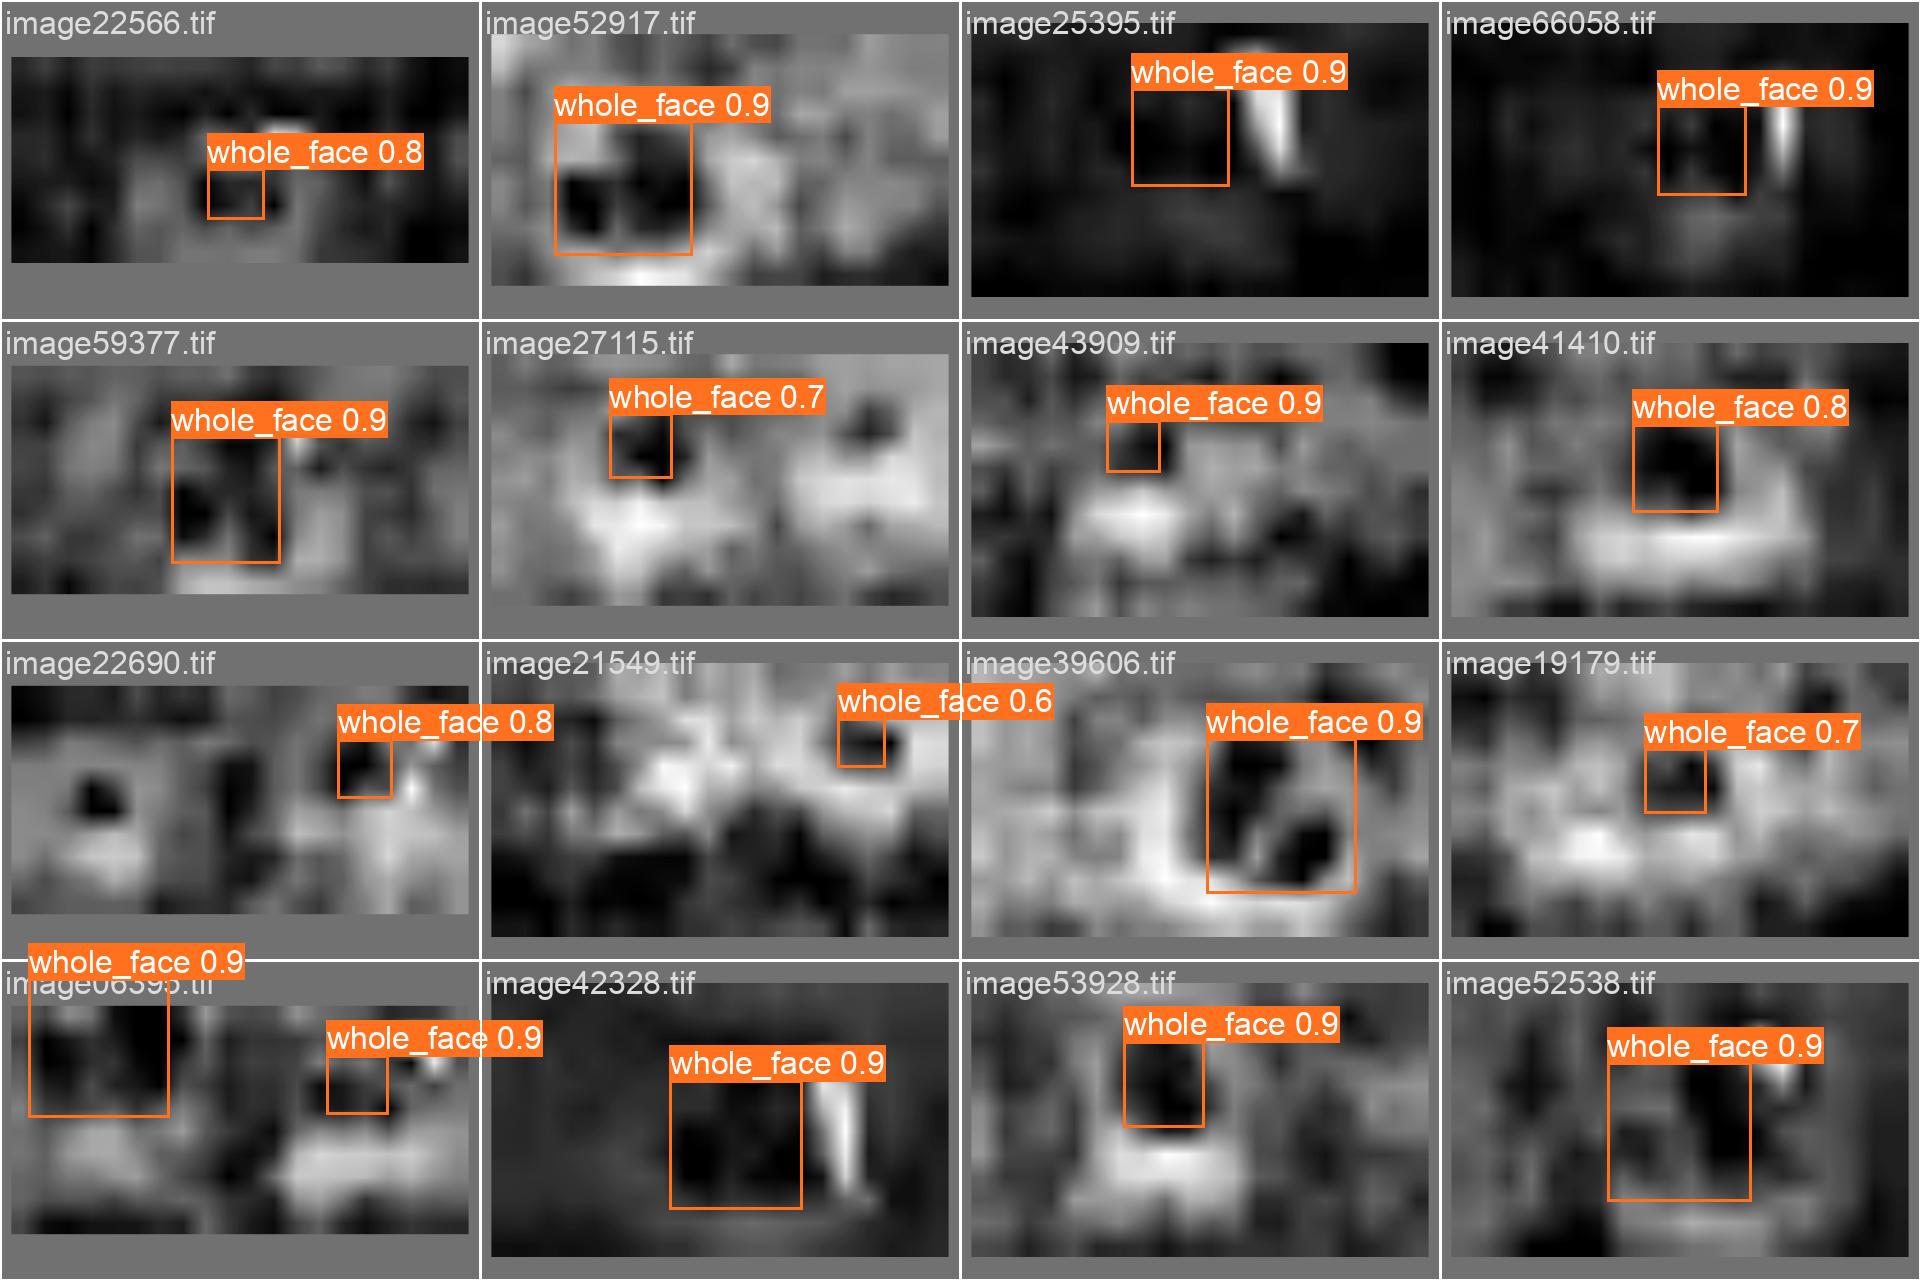 image22566.tif
whole_face 0.8
image52917.tif
whole_face 0.9
image25395.tif
whole_face 0.9
image66058.tif
whole_face 0.9
image59377.tif
whole_face 0.9
image27115.tif
whole_face 0.7
image43909.tif
whole_face 0.9
image41410.tif
whole_face 0.8
image22690.tif
whole_face 0.8
image21549.tif
whole_face 0.6
image39606.tif
whole_face 0.9
image19179.tif
whole_face 0.7
whole_face 0.9
image06395.tif
whole_face 0.9
image42328.tif
whole_face 0.9
image53928.tif
whole_face 0.9
image52538.tif
whole_face 0.9